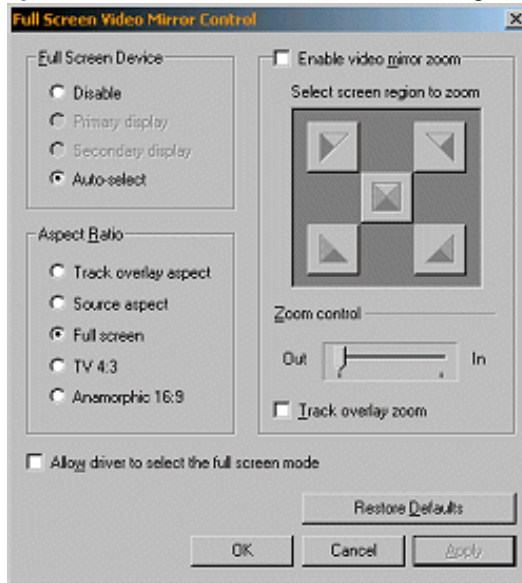 Full Screen Video Mirror Control
Full Screen Device
Disable
Primary display
Secondary display
Auto-select
Aspect Ratio
Track overlay aspect
Source aspect
Full screen
TV 4:3
Anamorphic 16:9
Enable video mirror zoom
Select screen region to zoom
Zoom control
Out
In
Track overlay zoom
Allow driver to select the full screen mode
Restore Defaults
OK
Cancel
Apply